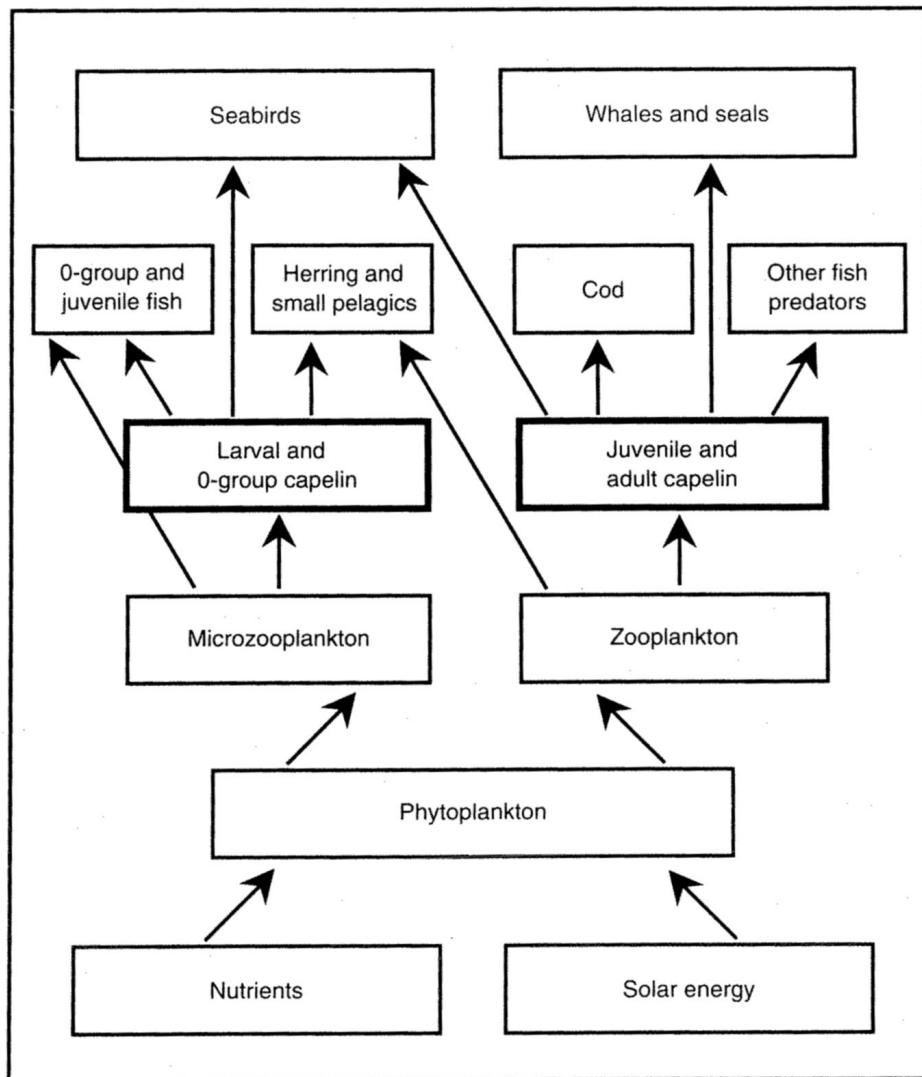 Seabirds
Whales and seals
0-group and
juvenile fish
Herring and
small pelagics
Cod
Other fish
predators
Larval and
0-group capelin
Juvenile and
adult capelin
Microzooplankton
Zooplankton
Phytoplankton
Nutrients
Solar energy